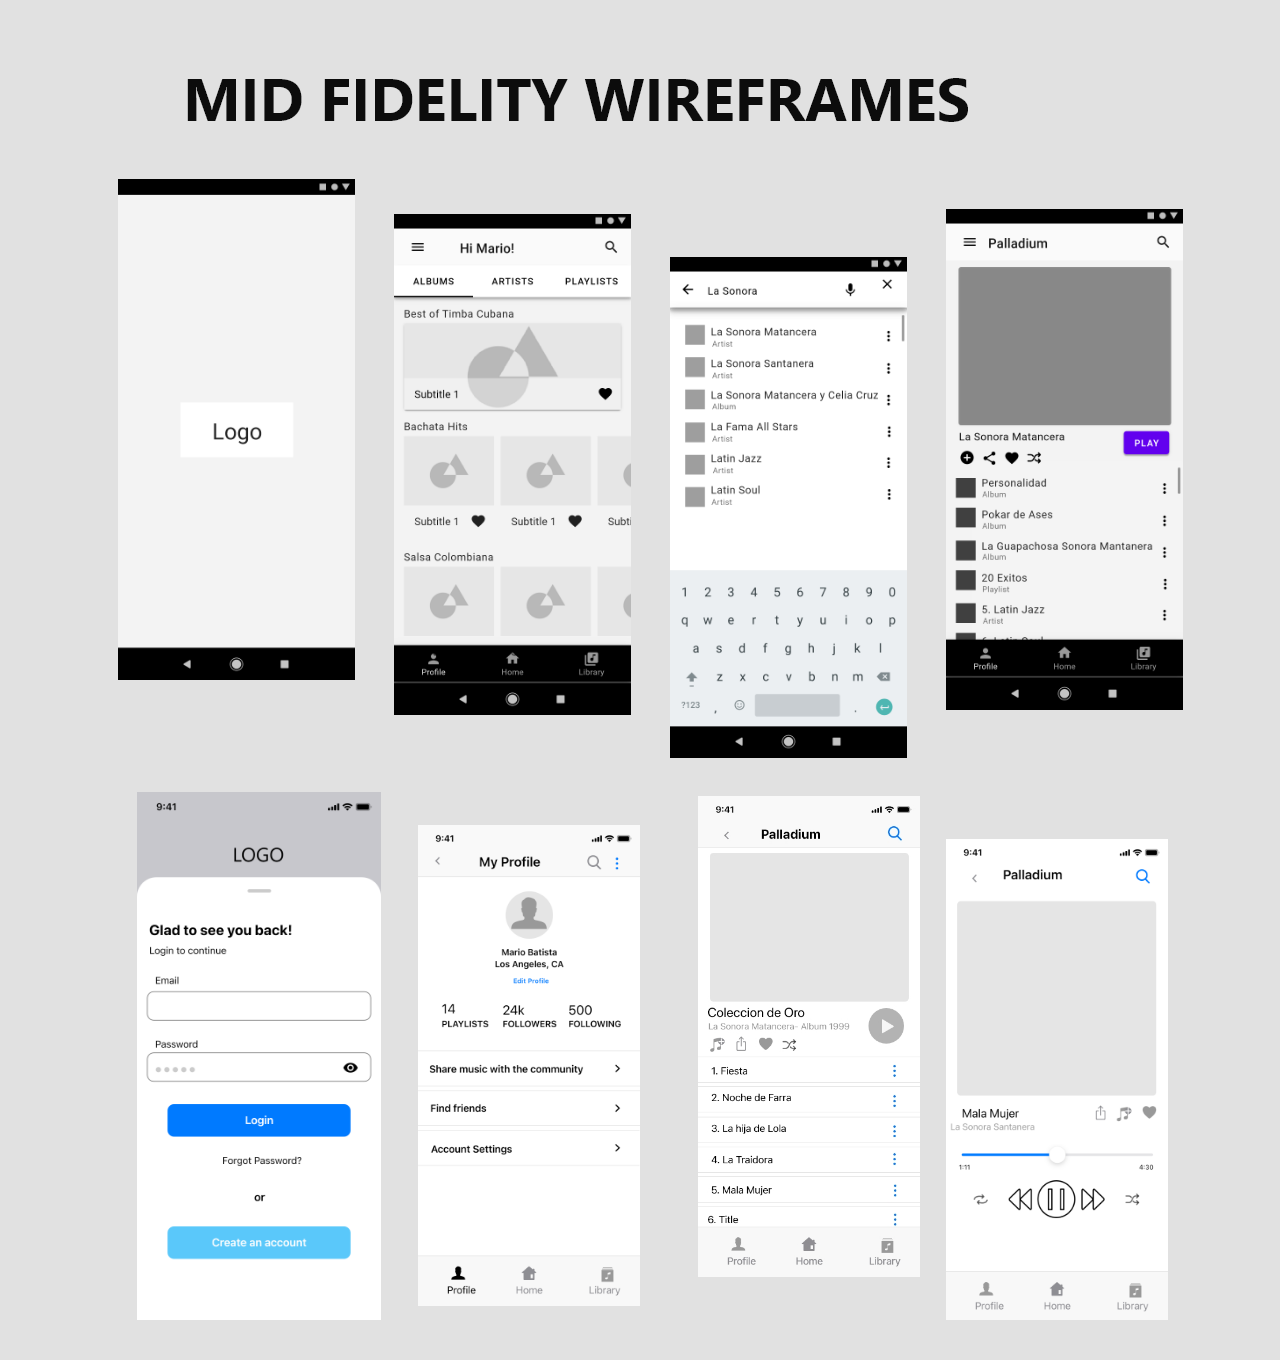 MID FIDELITY WIREFRAMES
Logo
Hi Mario!
ALBUMS ARTISTS PLAYLISTS
Best of Timba Cubana
Subtitle 1
Bachata Hits
Subtitle 1 Subtitle 1 Subti
Salsa Colombiana
Profile Home Library
La Sonora
La Sonora Matancera
Artist
La Sonora Santanera
Artist
La Sonora Matancera y Celia Cruz
Album
La Fama All Stars
Artist
Latin Jazz
Artist
Latin Soul
Artist
1 2 3 4 5 6 7 8 9 0
q w e r t y u i o p
a s d f g h j k l
z x c v b n m
?123 , .
Palladium
La Sonora Matancera
PLAY
Personalidad
Album
Pokar de Ases
Album
La Guapachosa Sonora Mantanera
Album
20 Exitos
Playlist
5. Latin Jazz
Artist
6. Latin Soul
Profile Home Library
9:41
LOGO
Glad to see you back!
Login to continue
Email
Password
Login
Forgot Password?
or
Create an account
9:41
My Profile
Mario Batista
Los Angeles, CA
Edit Profile
14 24k 500
PLAYLISTS FOLLOWERS FOLLOWING
Share music with the community
Find friends
Account Settings
Profile Home Library
9:41
Palladium
Coleccion de Oro
La Sonora Matancera- Album 1999
1. Fiesta
2. Noche de Farra
3. La hija de Lola
4. La Traidora
5. Mala Mujer
6. Title
Profile Home Library
9:41
Palladium
Mala Mujer
La Sonora Santanera
1:11 4:30
Profile Home Library